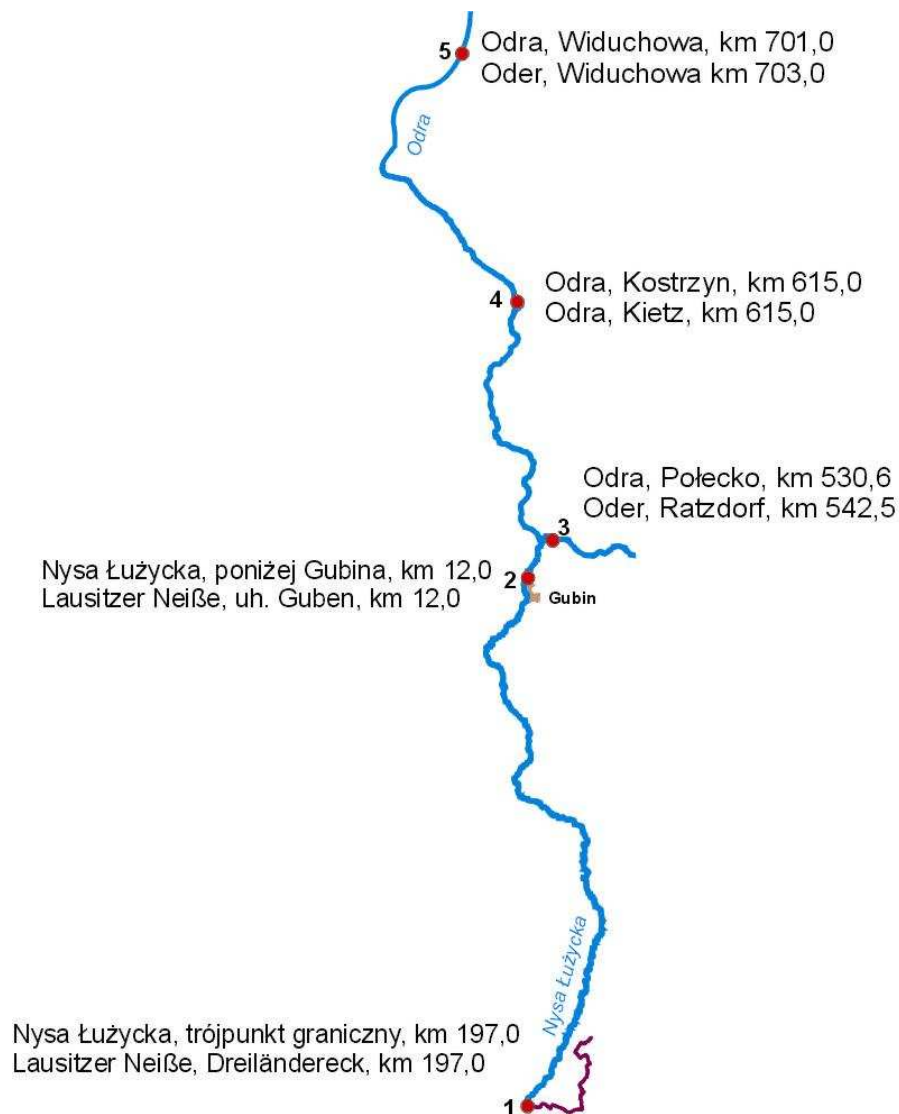 5
Odra, Widuchowa, km 701,0
Oder, Widuchowa km 703,0
Odra
4
Odra, Kostrzyn, km 615,0
Odra, Kietz, km 615,0
Odra, Połecko, km 530,6
Oder, Ratzdorf, km 542,5
3
Nysa Łużycka, poniżej Gubina, km 12,0
Lausitzer Neiße, uh. Guben, km 12,0
2
Gubin
Nysa Łużycka
Nysa Łużycka, trójpunkt graniczny, km 197,0
Lausitzer Neiße, Dreiländereck, km 197,0
1